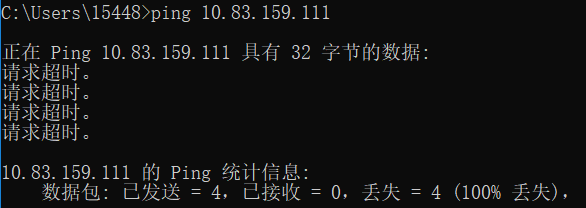 C:\Users\15448>ping 10.83.159.111
正在 Ping 10.83.159.111 具有 32 字节的数据:
请求超时。
请求超时。
请求超时。
请求超时。
10.83.159.111 的 Ping 统计信息:
数据包: 已发送 = 4，已接收 = 0，丢失 = 4 (100% 丢失)，